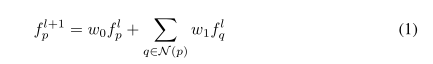 f_p^{l+1} = w_0 f_p^l + \sum_{q \in \mathcal{N}(p)} w_1 f_q^l (1)